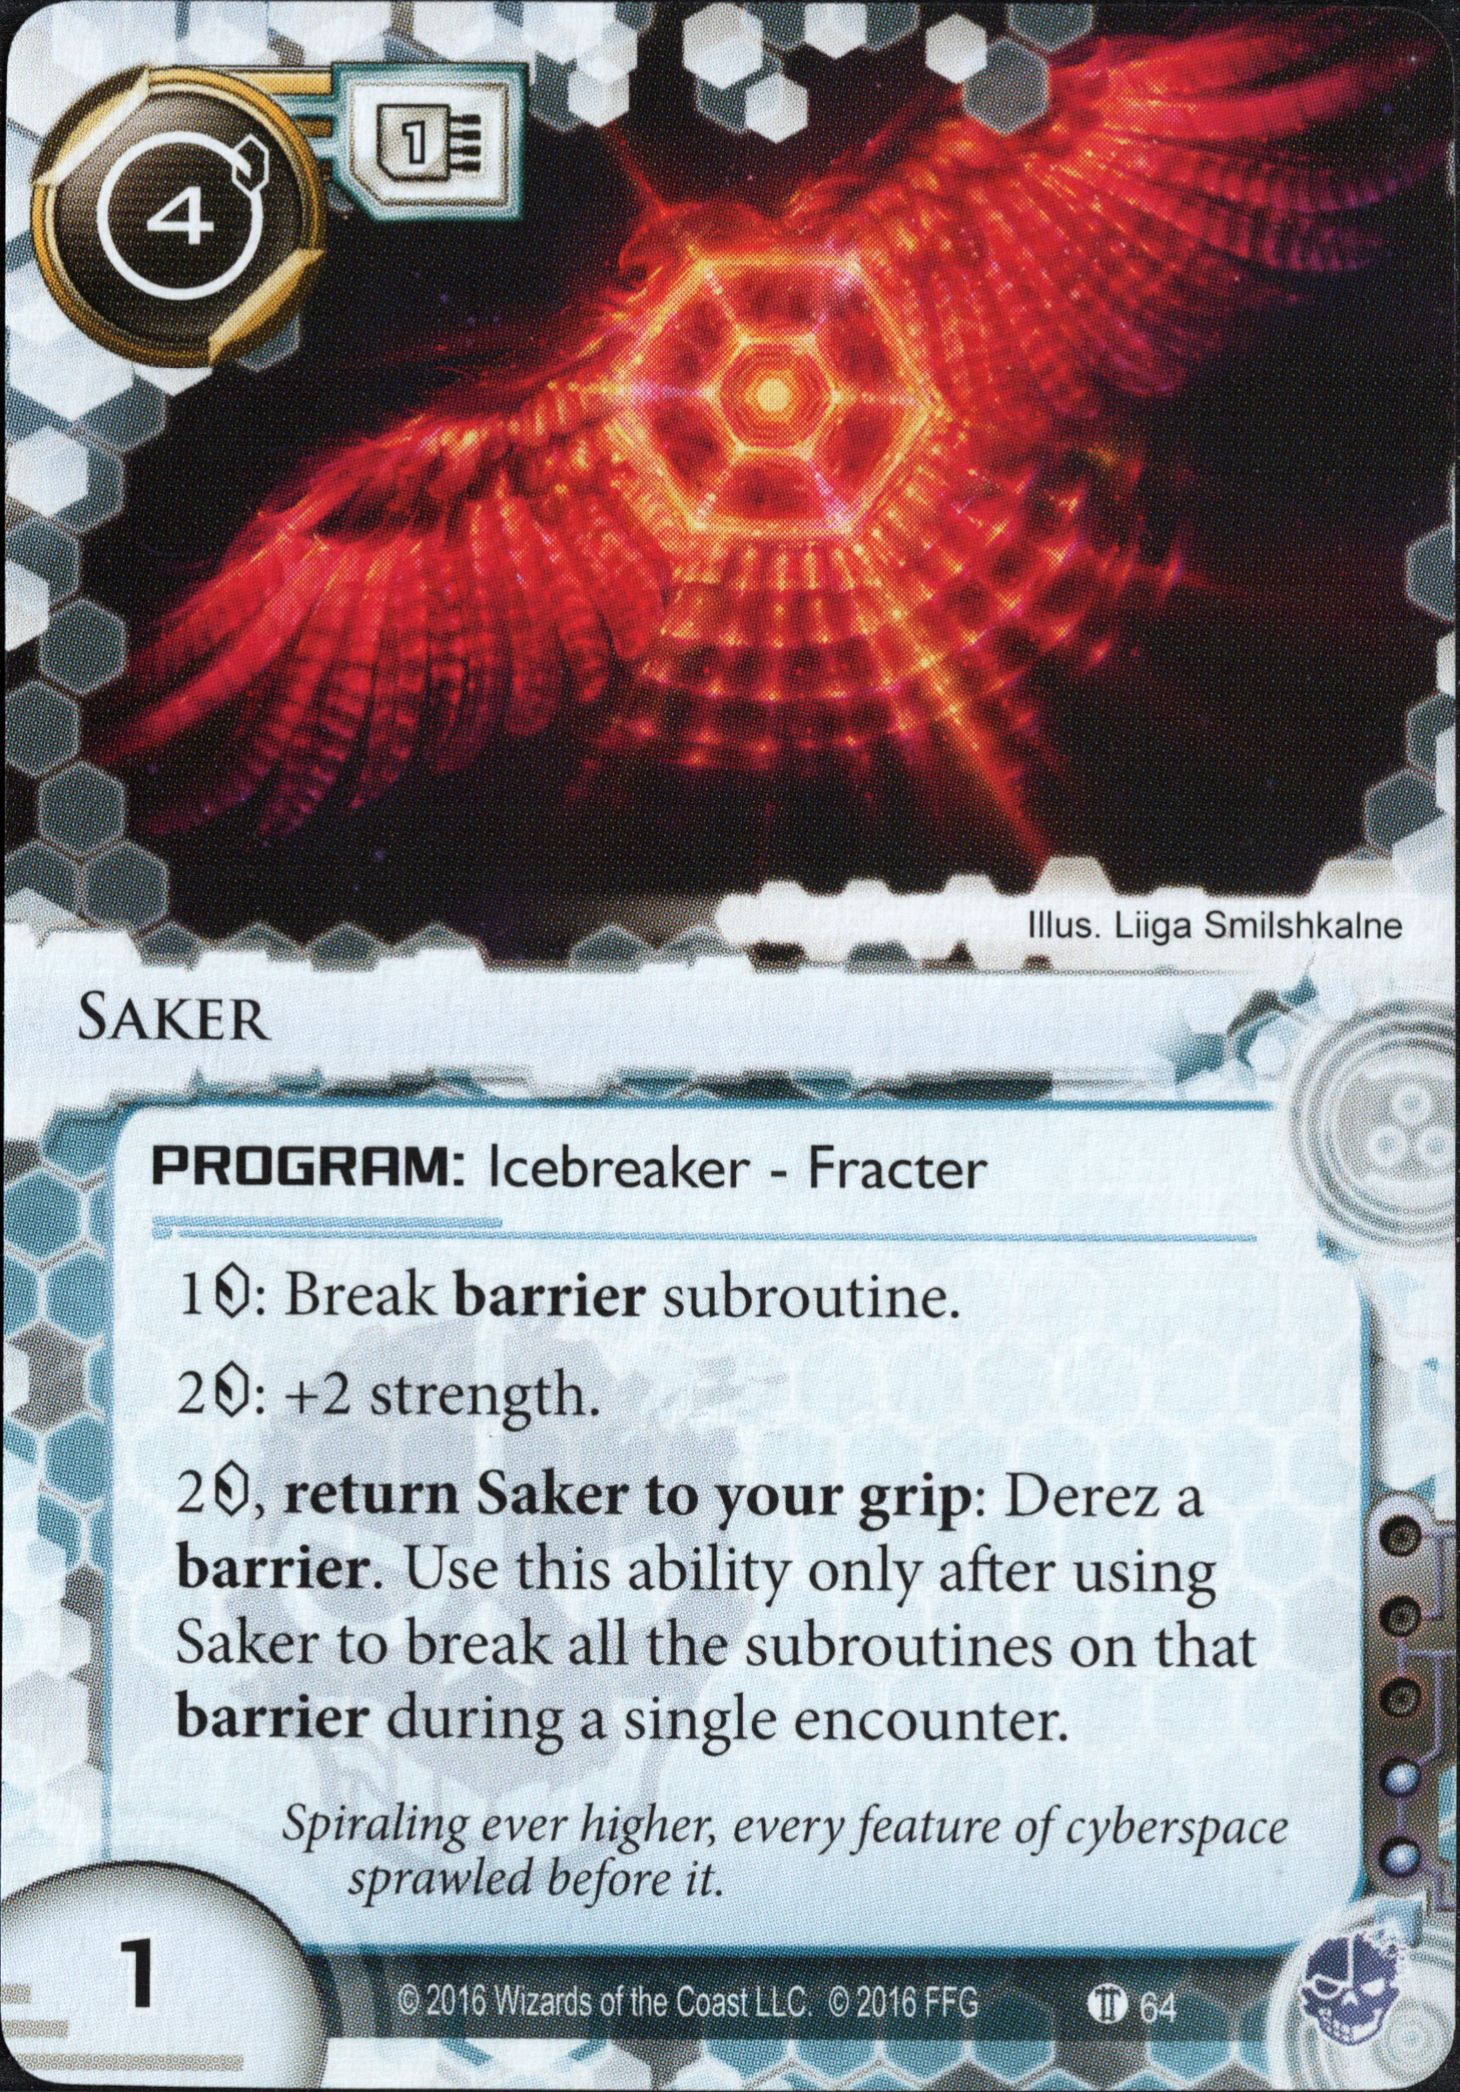 4
1
Illus. Liiga Smilshkalne
SAKER
PROGRAM: Icebreaker - Fracter
1: Break barrier subroutine.
2: +2 strength.
2, return Saker to your grip: Derez a
barrier. Use this ability only after using
Saker to break all the subroutines on that
barrier during a single encounter.
Spiraling ever higher, every feature of cyberspace
sprawled before it.
1
© 2016 Wizards of the Coast LLC. © 2016 FFG
64